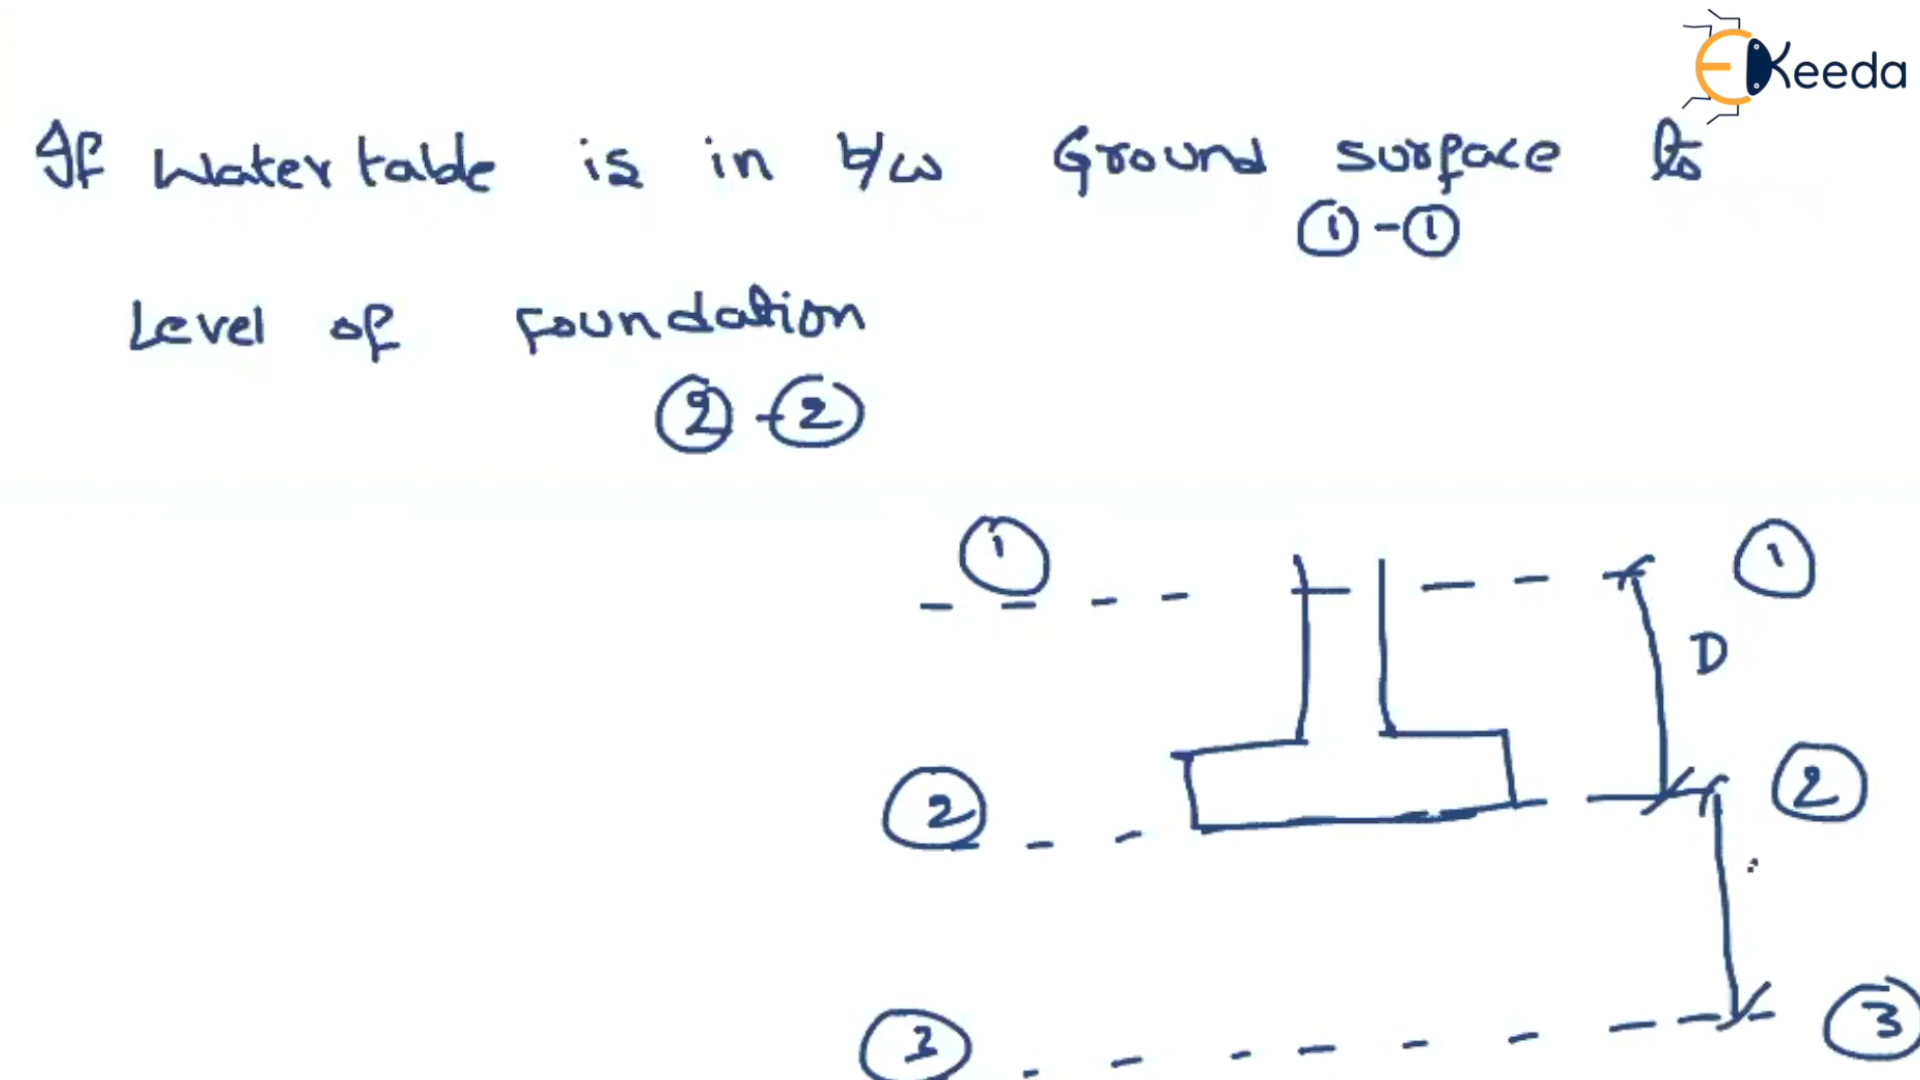 EKeeda
If Water table is in b/w Ground surface to
① - ①
Level of Foundation
② - ②
① ①
D
② ②
③ ③